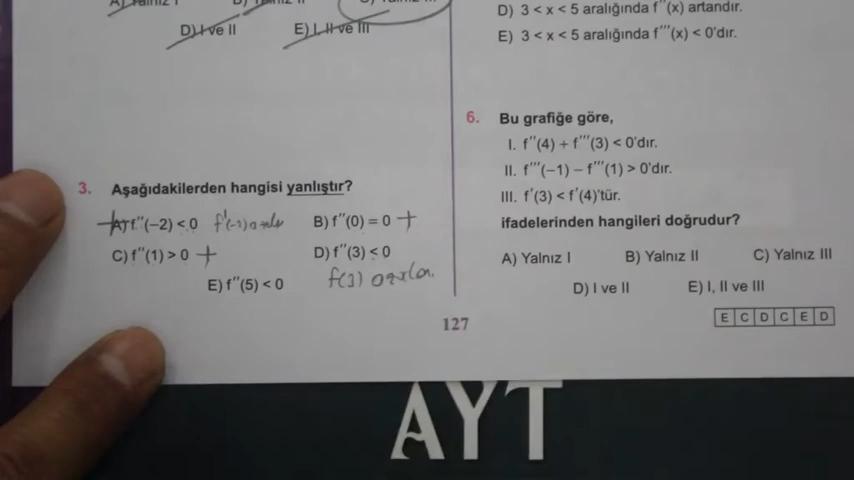 D) I ve II
E) I, II ve III
3. Aşağıdakilerden hangisi yanlıştır?
A) f''(-2) < 0
B) f''(0) = 0 +
C) f''(1) > 0 +
D) f''(3) < 0
E) f''(5) < 0
127
D) 3 < x < 5 aralığında f''(x) artandır.
E) 3 < x < 5 aralığında f'''(x) < 0'dır.
6. Bu grafiğe göre,
I. f''(4) + f'''(3) < 0'dır.
II. f'''(-1) - f'''(1) > 0'dır.
III. f'(3) < f'(4)'tür.
ifadelerinden hangileri doğrudur?
A) Yalnız I
B) Yalnız II
C) Yalnız III
D) I ve II
E) I, II ve III
E C D C E D
AYT